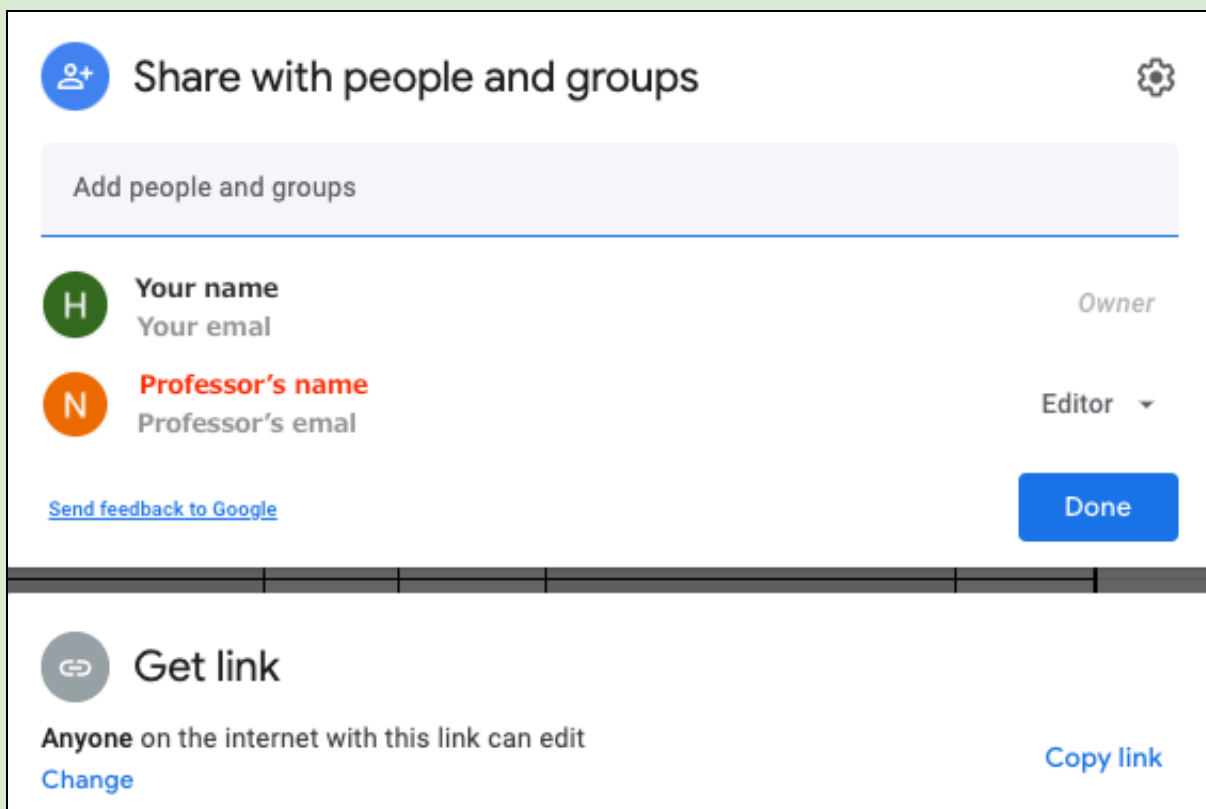 Share with people and groups
Add people and groups
H
Your name
Your emal
Owner
N
Professor's name
Professor's emal
Editor
Send feedback to Google
Done
Get link
Anyone on the internet with this link can edit
Change
Copy link